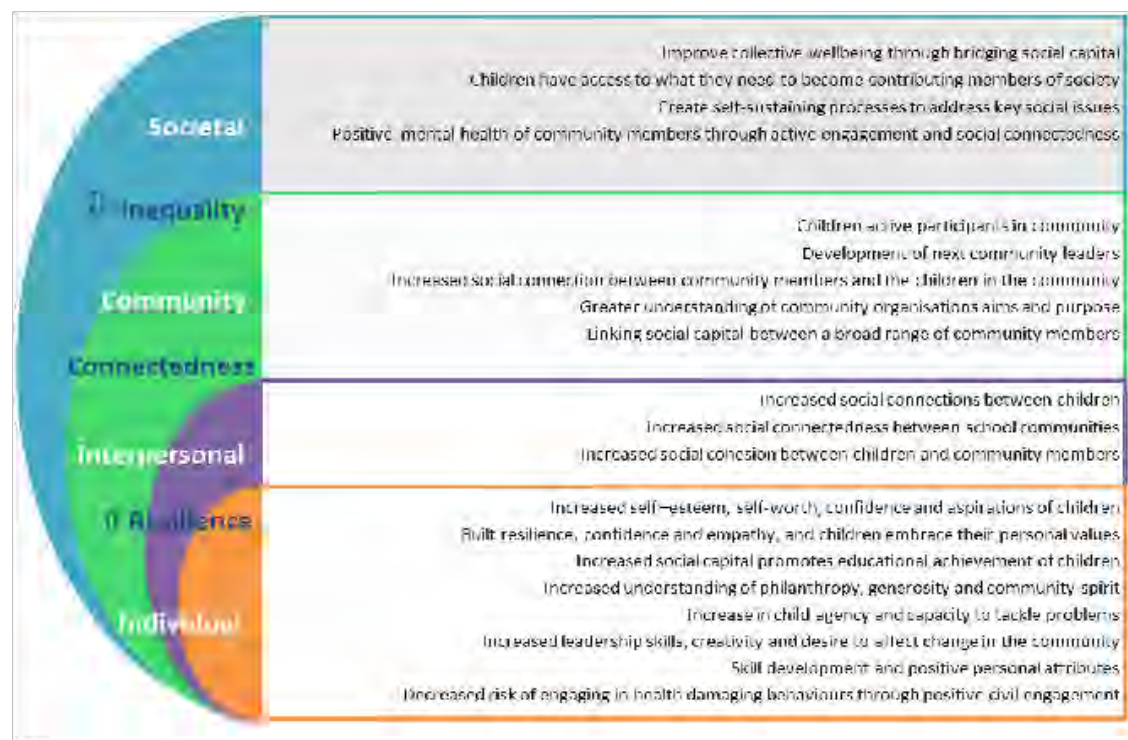 Societal
Improve collective wellbeing through bridging social capital
Children have access to what they need to become contributing members of society
Create self-sustaining processes to address key social issues
Positive mental health of community members through active engagement and social connectedness
Inequality
Community
Children active participants in community
Development of next community leaders
Increased social connection between community members and the children in the community
Greater understanding of community organisations aims and purpose
Linking social capital between a broad range of community members
Connectedness
Interpersonal
Increased social connections between children
Increased social connectedness between school communities
Increased social cohesion between children and community members
Resilience
Individual
Increased self-esteem, self-worth, confidence and aspirations of children
Built resilience, confidence and empathy, and children embrace their personal values
Increased social capital promotes educational achievement of children
Increased understanding of philanthropy, generosity and community spirit
Increase in child agency and capacity to tackle problems
Increased leadership skills, creativity and desire to affect change in the community
Skill development and positive personal attributes
Decreased risk of engaging in health damaging behaviours through positive civil engagement